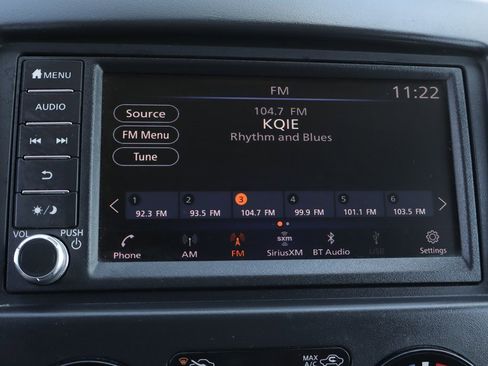 MENU
FM
11:22
AUDIO
Source
104.7 FM
KQIE
FM Menu
Rhythm and Blues
Tune
1 2 3 4 5 6
92.3 FM 93.5 FM 104.7 FM 99.9 FM 101.1 FM 103.5 FM
VOL PUSH
sxm
Phone AM FM SiriusXM BT Audio USB Settings
MAX
A/C